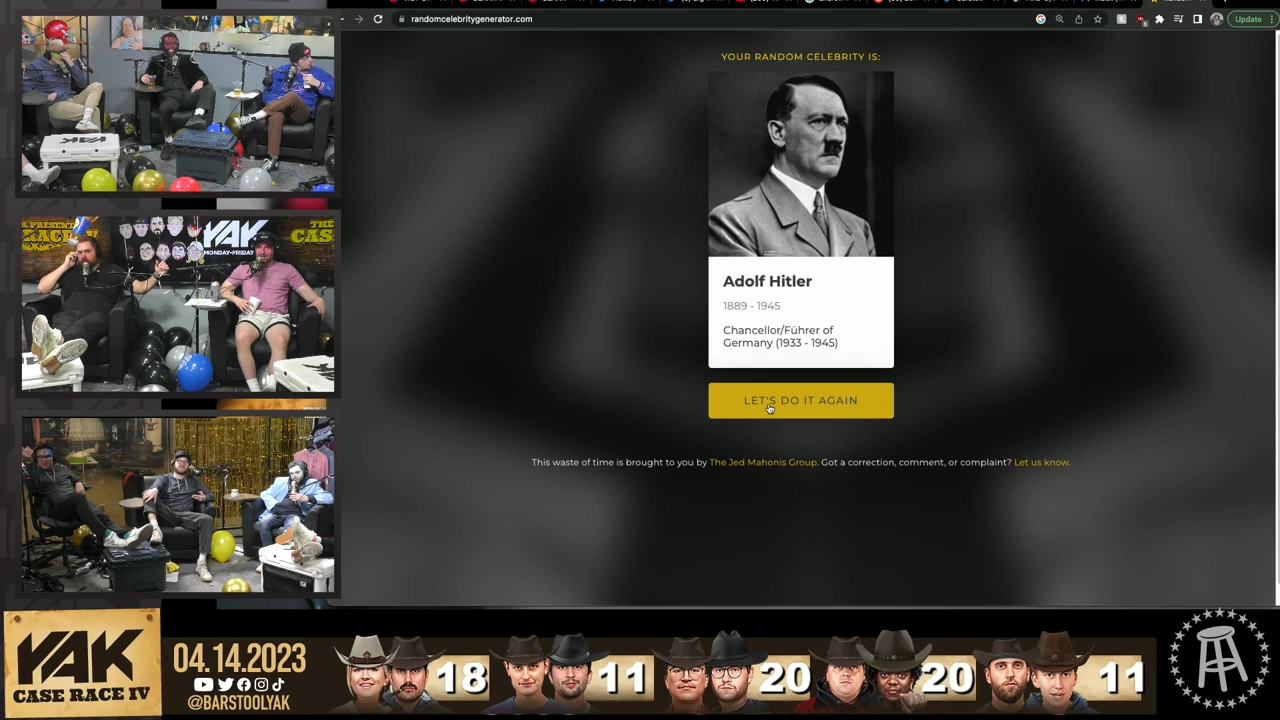 randomcelebritygenerator.com
Update
YOUR RANDOM CELEBRITY IS:
Adolf Hitler
1889 - 1945
Chancellor/Führer of
Germany (1933 - 1945)
LET'S DO IT AGAIN
This waste of time is brought to you by The Jed Mahonis Group. Got a correction, comment, or complaint? Let us know.
YAK
YAK
MONDAY-FRIDAY
YAK
CASE RACE IV
04.14.2023
@BARSTOOLYAK
18
11
20
20
11